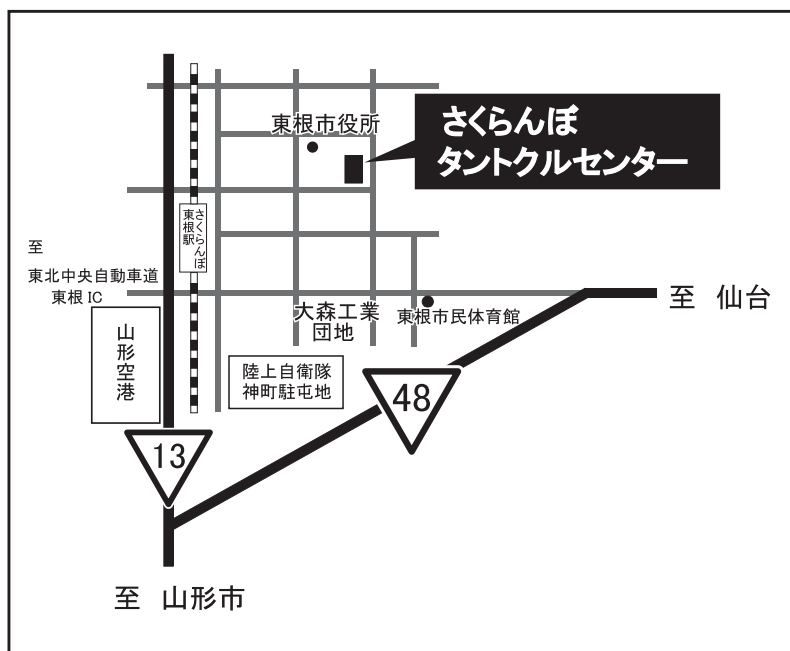 東根市役所
さくらんぼ
タントクルセンター
さくらんぼ
東根駅
至
東北中央自動車道
東根 IC
至 仙台
大森工業
団地
東根市民体育館
山形空港
陸上自衛隊
神町駐屯地
48
13
至 山形市